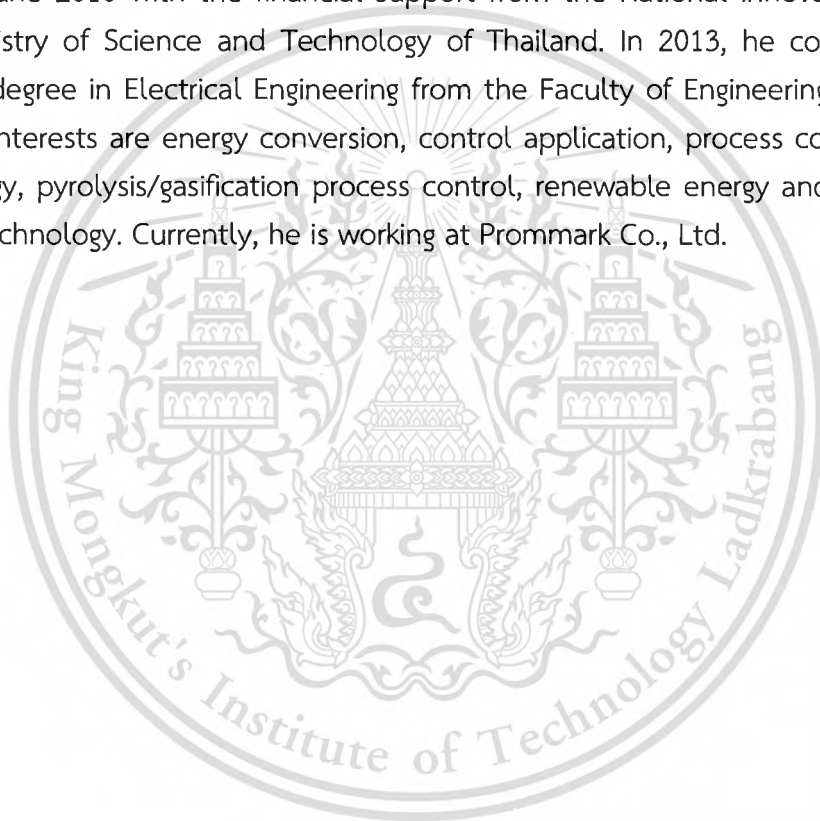 2010 with the financial support from the National
istry of Science and Technology of Thailand. In 2013, he co
degree in Electrical Engineering from the Faculty of Engineering
nterests are energy conversion, control application, process co
gy, pyrolysis/gasification process control, renewable energy and
chnology. Currently, he is working at Prommark Co., Ltd.
King Mongkut's Institute of Technology Ladkrabang